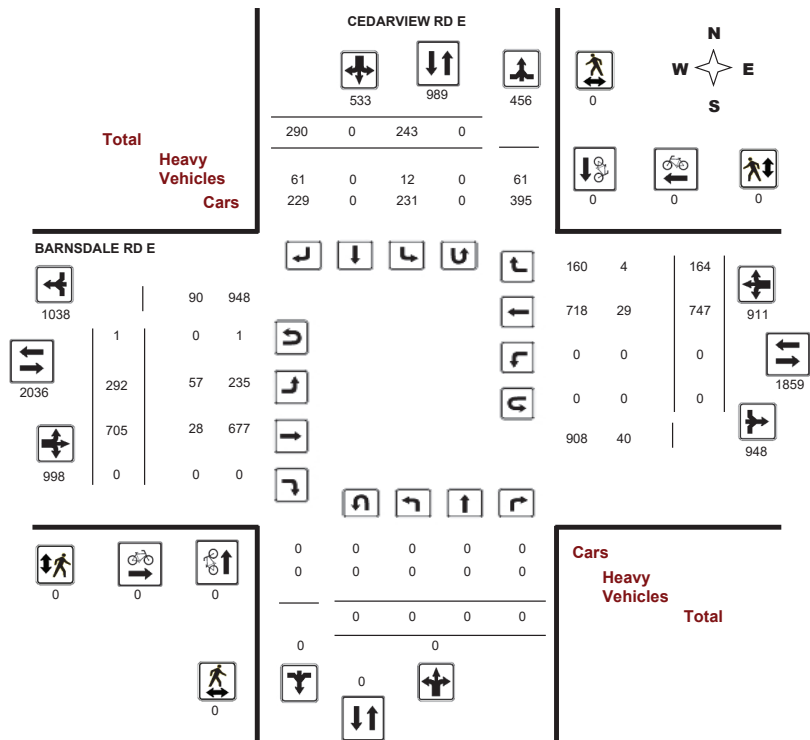 CEDARVIEW RD E
N
W E
S
533 989 456 0
290 0 243 0
Total
Heavy
Vehicles 61 0 12 0 61
Cars 229 0 231 0 395
0 0 0
BARNSDALE RD E
1038 90 948
160 4 164
718 29 747 911
1 0 1
0 0 0
2036 292 57 235
1859
0 0 0
705 28 677
908 40 948
998 0 0 0
0 0 0 0 0
0 0 0 0 0
0 0 0 0
0 0
0
0 0 0
0
Cars
Heavy
Vehicles
Total